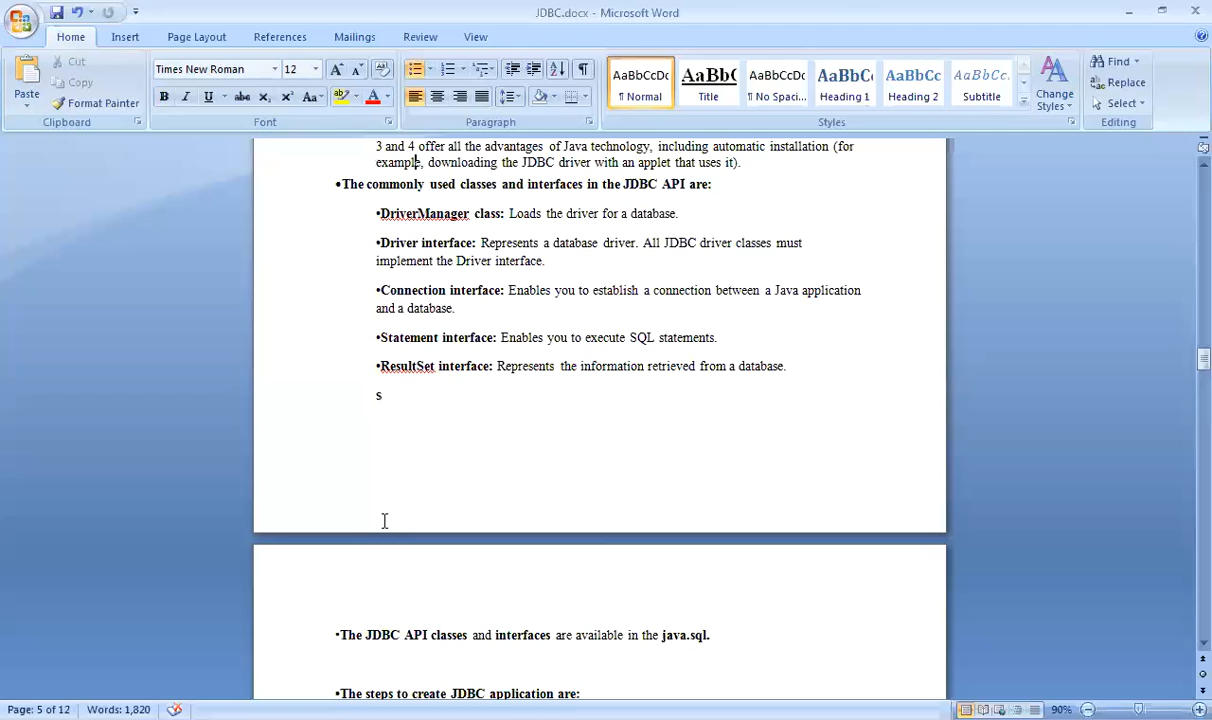 JDBC.docx - Microsoft Word
Home Insert Page Layout References Mailings Review View
Paste
Cut
Copy
Format Painter
Clipboard
Times New Roman 12
B I U abc x₂ x² Aa
Font
Paragraph
AaBbCcDc AaBbC AaBbCcDc AaBbCc AaBbCc AaBbCc.
¶ Normal Title ¶ No Spaci... Heading 1 Heading 2 Subtitle
Change Styles
Styles
Find
Replace
Select
Editing
3 and 4 offer all the advantages of Java technology, including automatic installation (for
example, downloading the JDBC driver with an applet that uses it).
•The commonly used classes and interfaces in the JDBC API are:
•DriverManager class: Loads the driver for a database.
•Driver interface: Represents a database driver. All JDBC driver classes must
implement the Driver interface.
•Connection interface: Enables you to establish a connection between a Java application
and a database.
•Statement interface: Enables you to execute SQL statements.
•ResultSet interface: Represents the information retrieved from a database.
s
•The JDBC API classes and interfaces are available in the java.sql.
•The steps to create JDBC application are:
Page: 5 of 12 Words: 1,820 90%